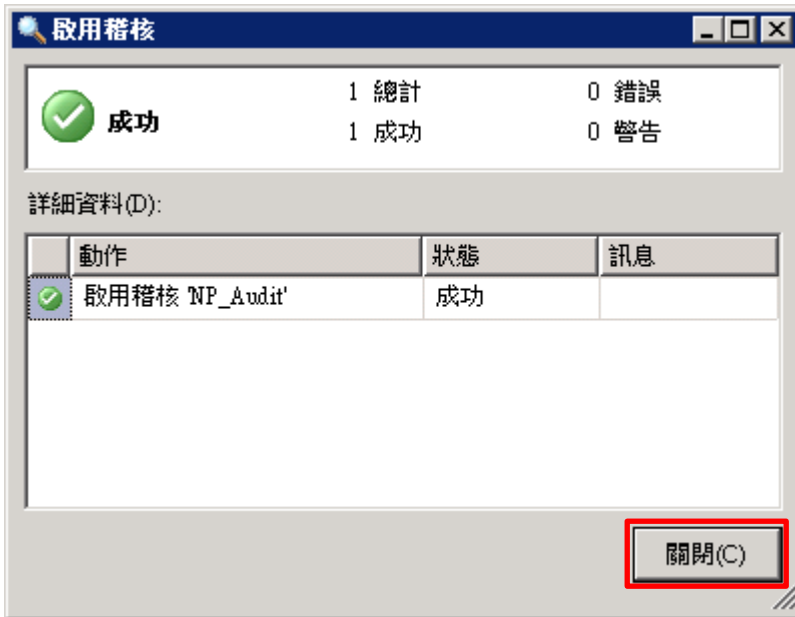 啟用稽核
成功
1 總計
0 錯誤
1 成功
0 警告
詳細資料(D):
動作 狀態 訊息
啟用稽核 'NP_Audit' 成功
關閉(C)